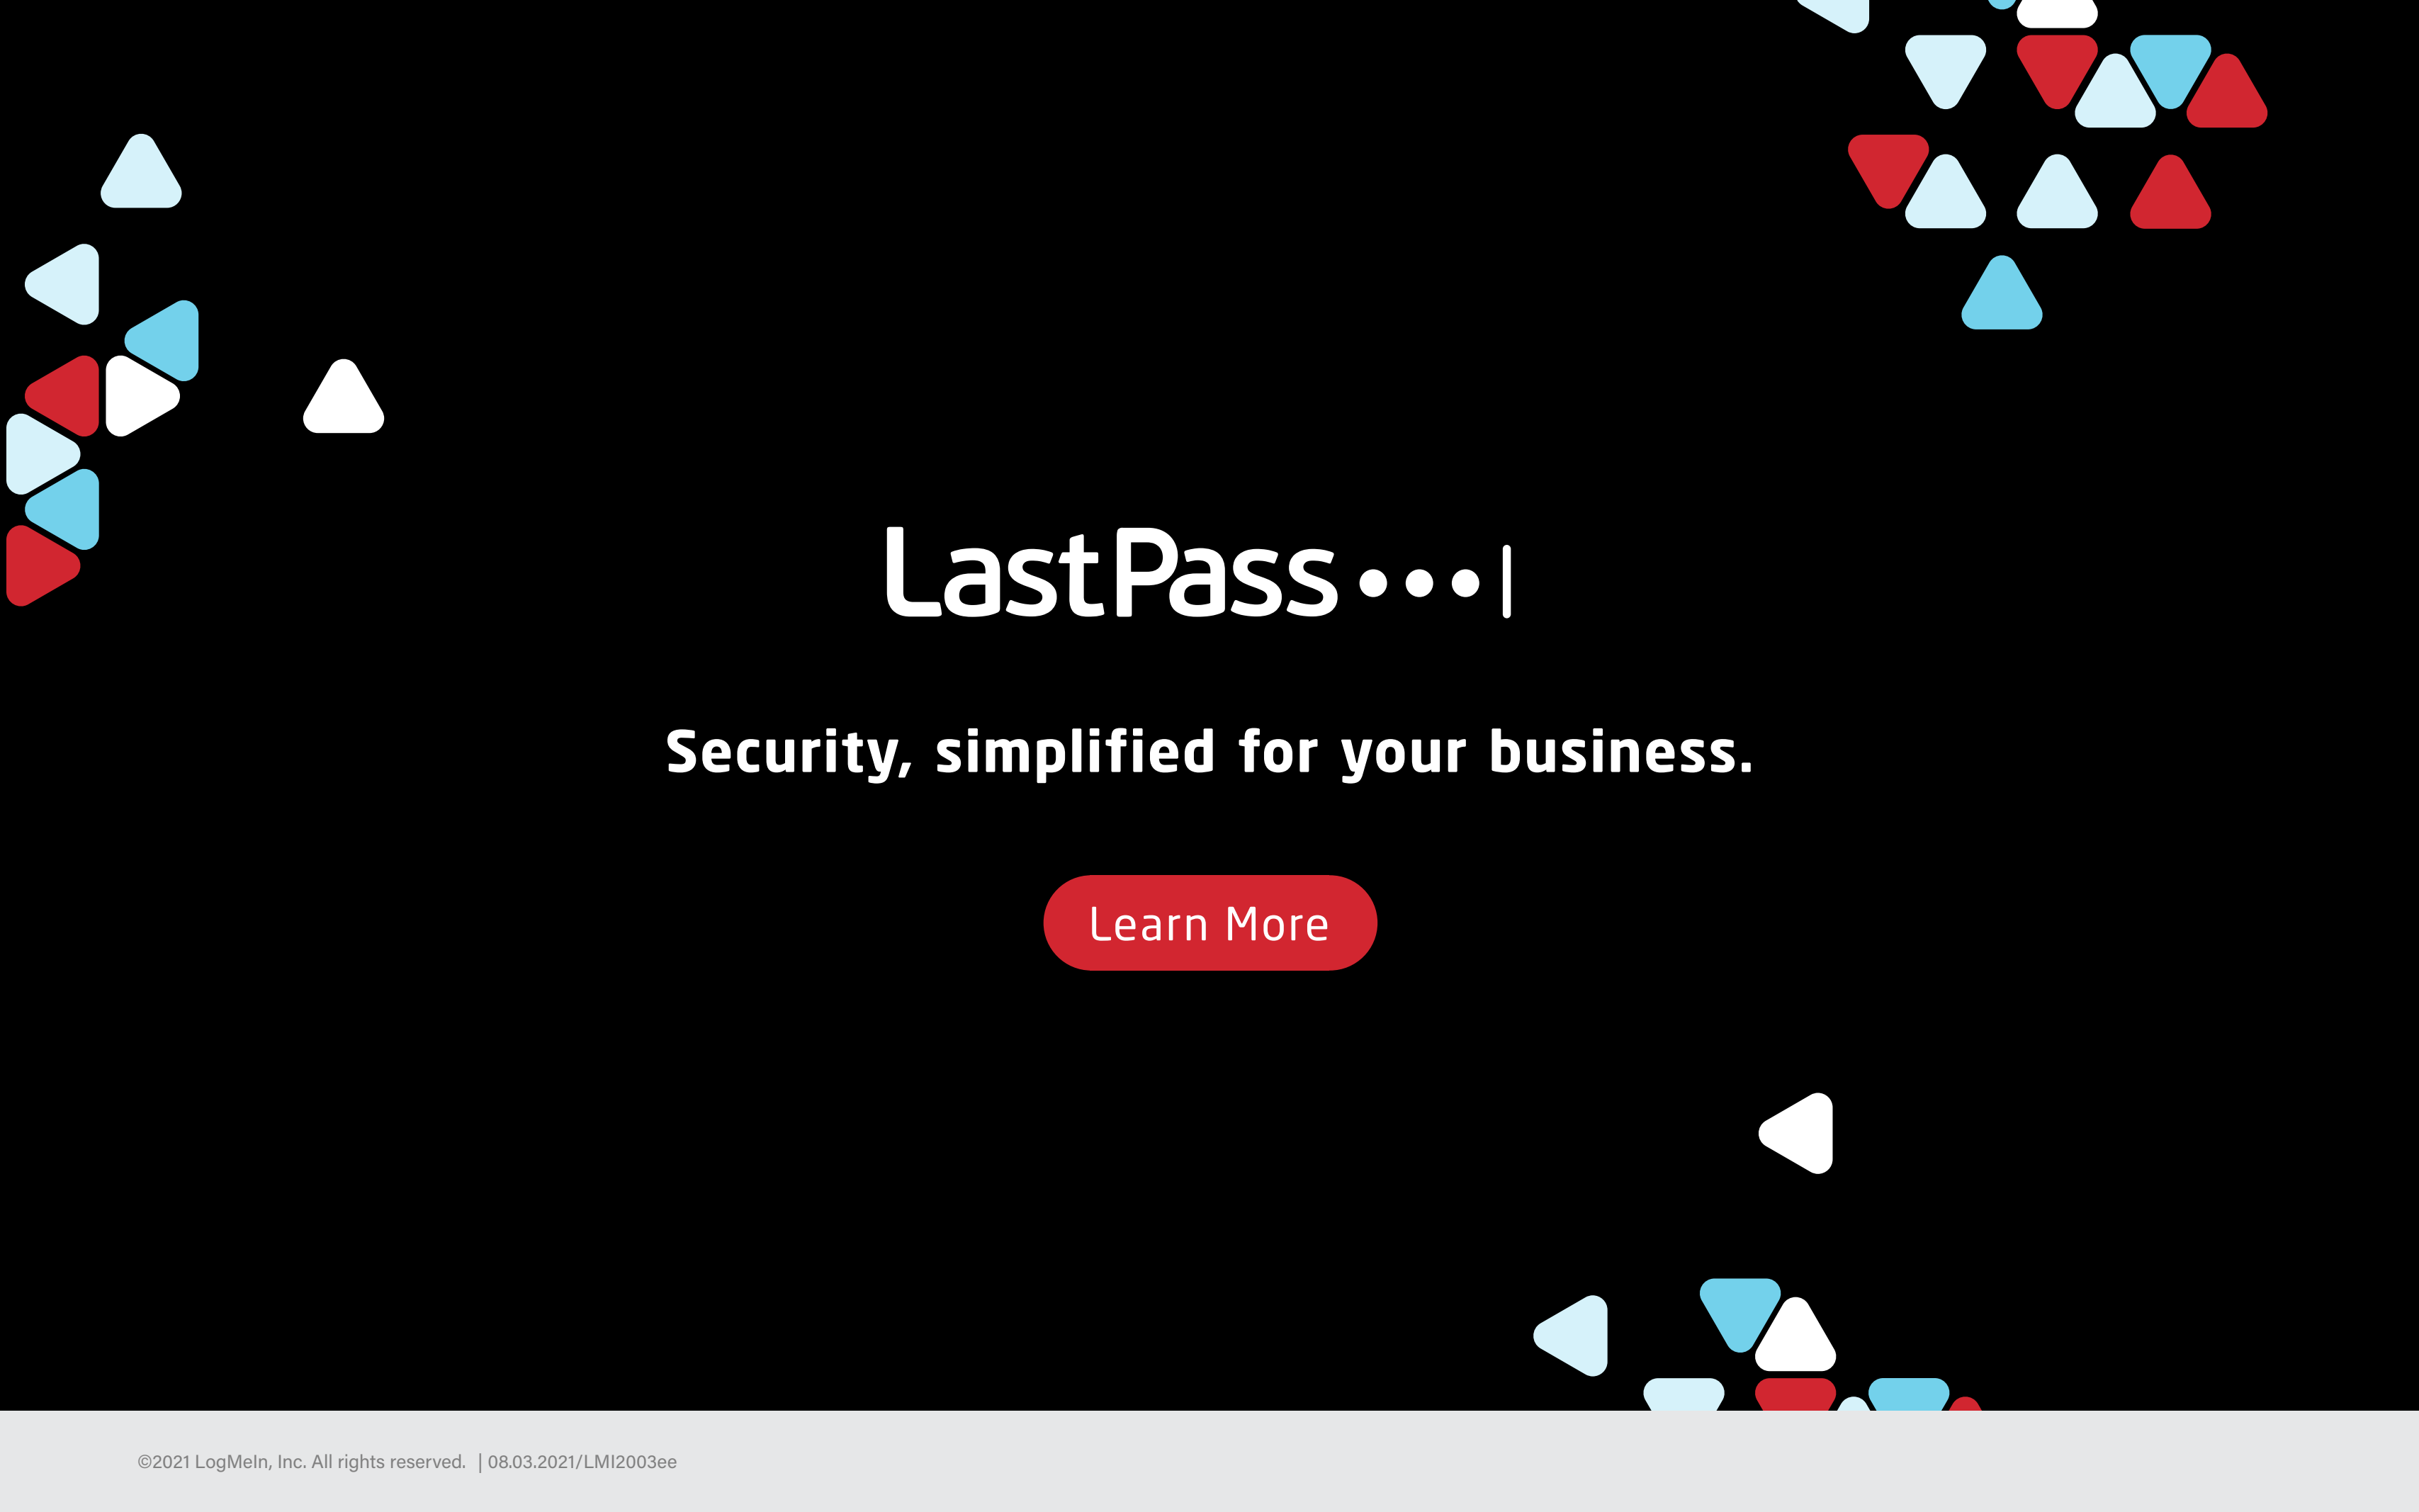 LastPass...|
Security, simplified for your business.
Learn More
©2021 LogMeIn, Inc. All rights reserved. | 08.03.2021/LMI2003ee